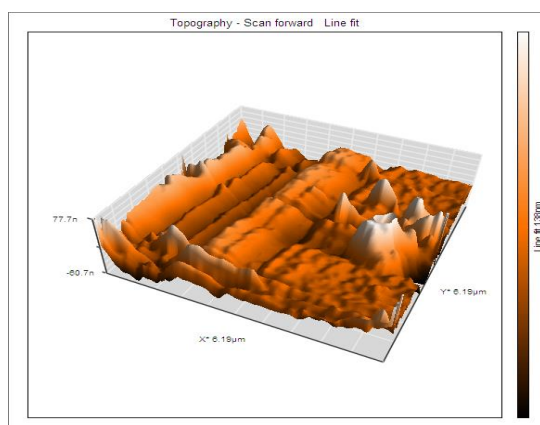 Topography - Scan forward Line fit
77.7n
-60.7n
X* 6.19µm
Y* 6.19µm
Line fit 138nm